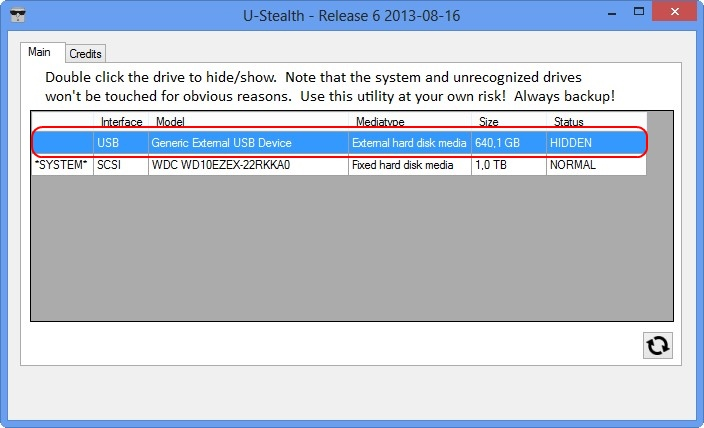 U-Stealth - Release 6 2013-08-16
Main Credits
Double click the drive to hide/show. Note that the system and unrecognized drives
won't be touched for obvious reasons. Use this utility at your own risk! Always backup!
Interface Model Mediatype Size Status
USB Generic External USB Device External hard disk media 640,1 GB HIDDEN
*SYSTEM* SCSI WDC WD10EZEX-22RKKA0 Fixed hard disk media 1,0 TB NORMAL